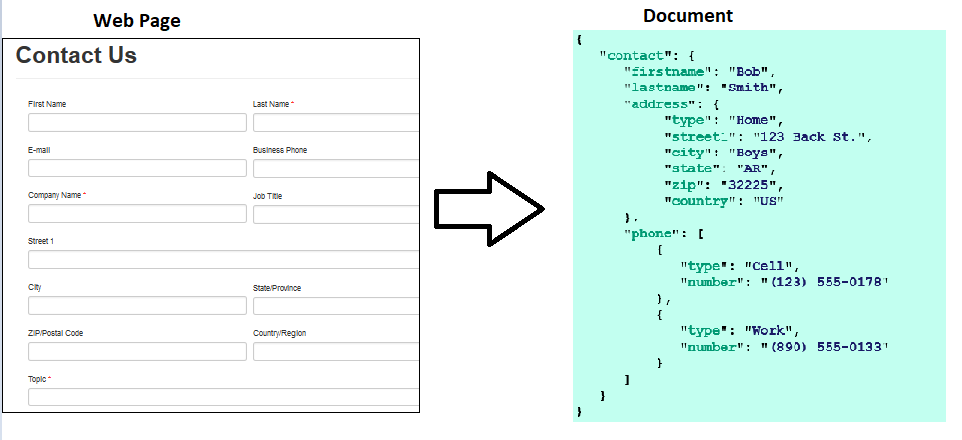 Web Page
Contact Us
First Name
Last Name *
E-mail
Business Phone
Company Name *
Job Title
Street 1
City
State/Province
ZIP/Postal Code
Country/Region
Topic *
Document
{
"contact": {
"firstname": "Bob",
"lastname": "Smith",
"address": {
"type": "Home",
"street1": "123 Back St.",
"city": "Boys",
"state": "AR",
"zip": "32225",
"country": "US"
},
"phone": [
{
"type": "Cell",
"number": "(123) 555-0178"
},
{
"type": "Work",
"number": "(890) 555-0133"
}
]
}
}